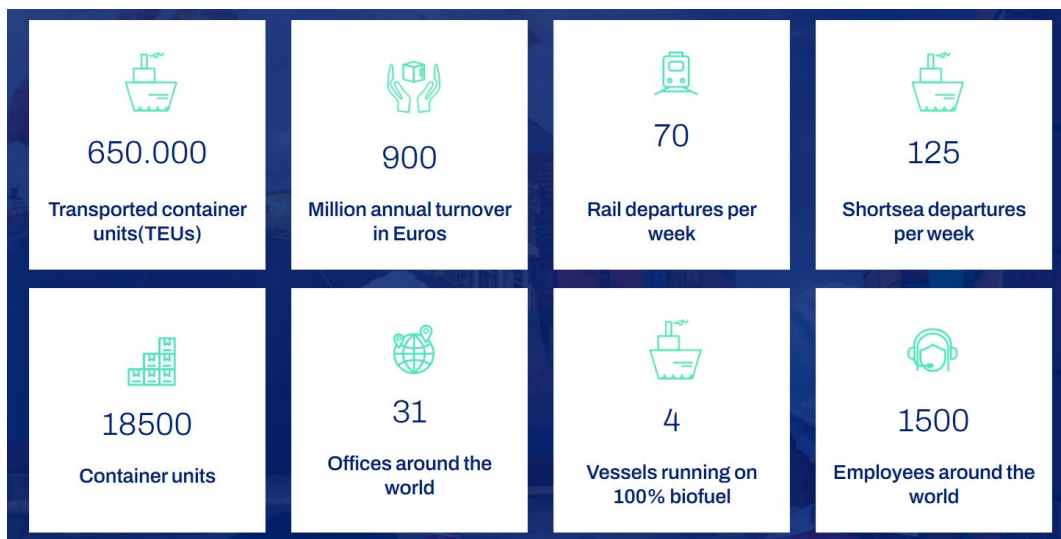 650.000
Transported container
units(TEUs)
900
Million annual turnover
in Euros
70
Rail departures per
week
125
Shortsea departures
per week
18500
Container units
31
Offices around the
world
4
Vessels running on
100% biofuel
1500
Employees around the
world